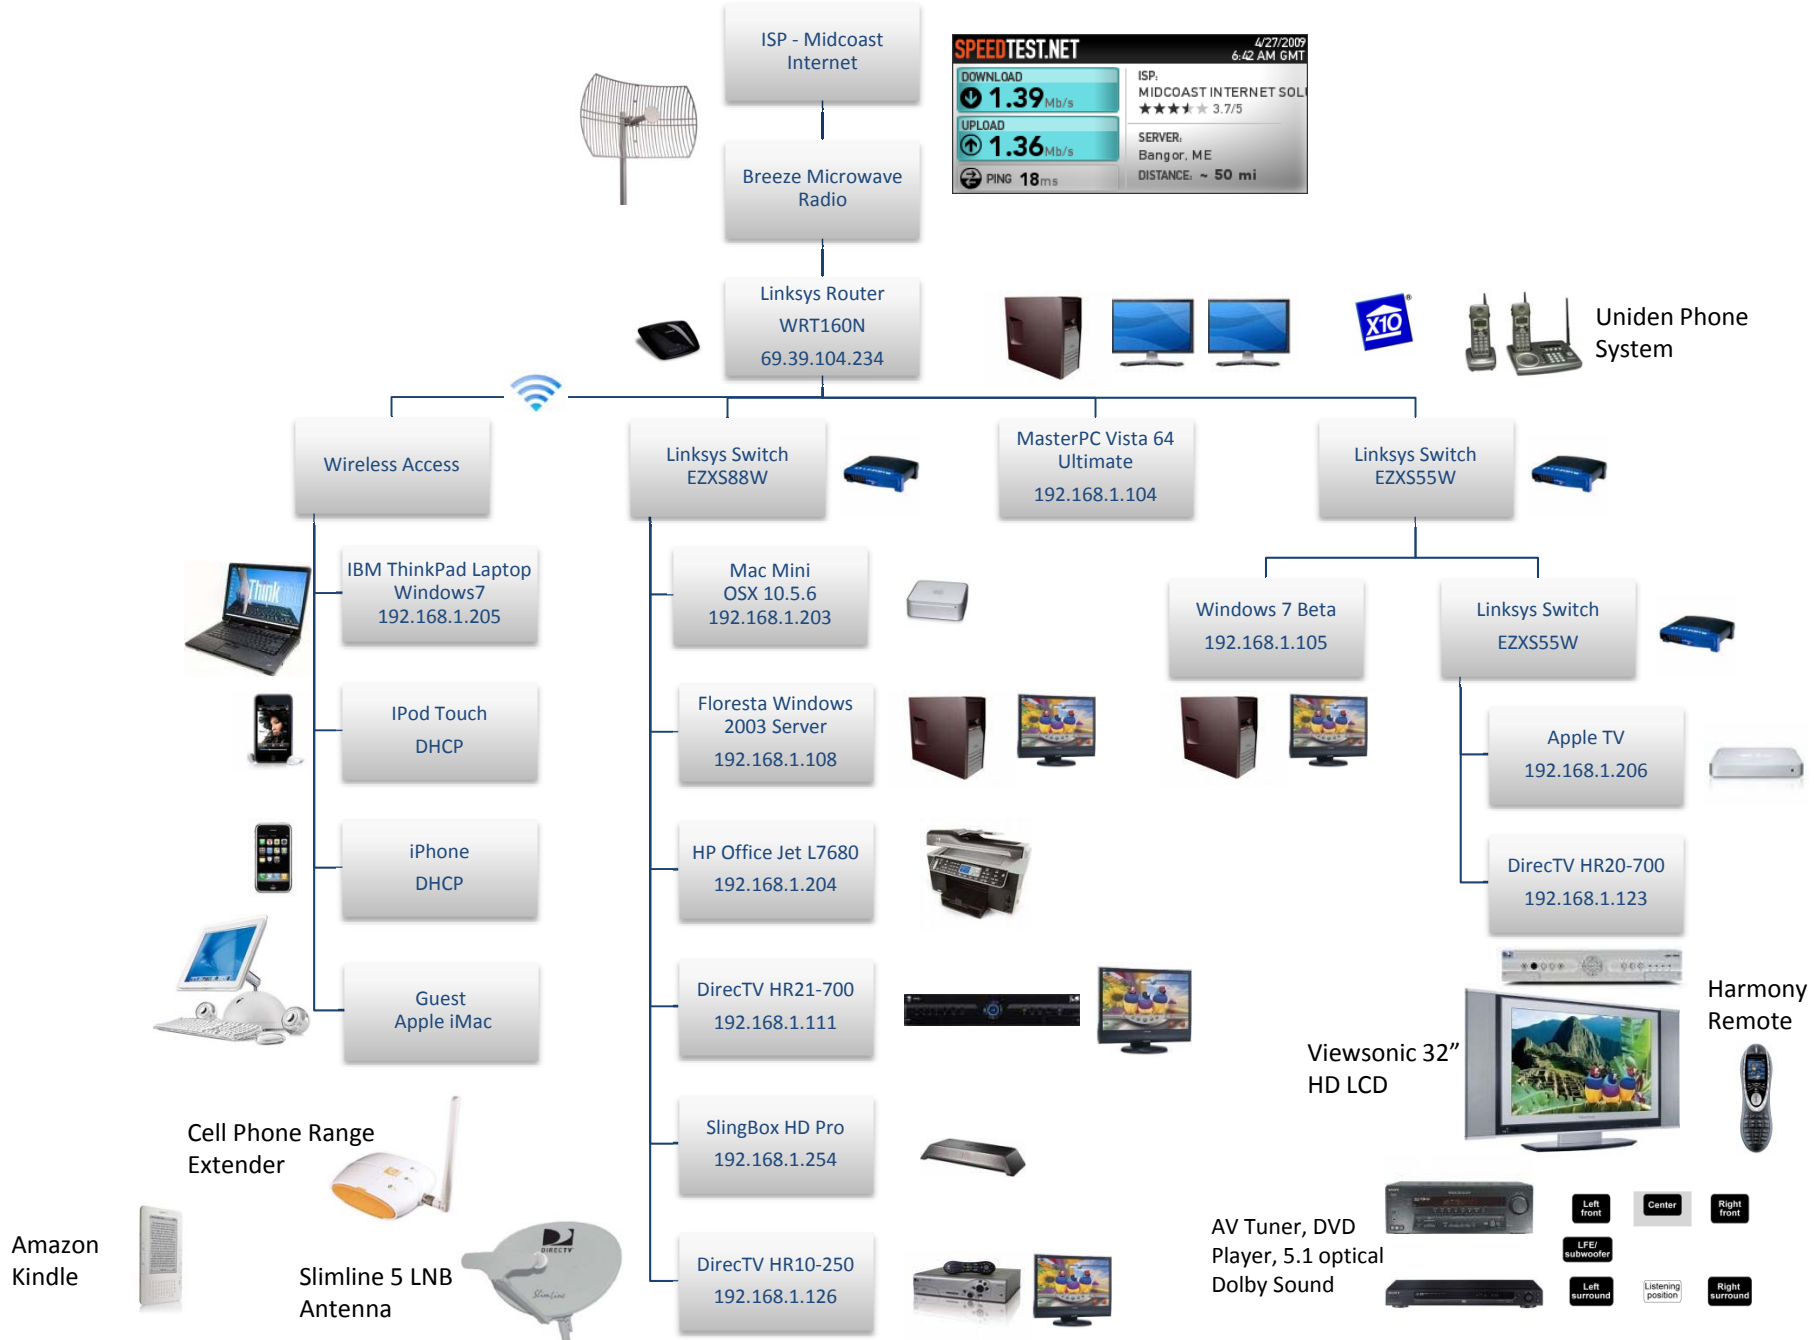 ISP - Midcoast
Internet
SPEEDTEST.NET
4/27/2009
6:42 AM GMT
DOWNLOAD
1.39 Mb/s
UPLOAD
1.36 Mb/s
PING 18 ms
ISP:
MIDCOAST INTERNET SOL
3.7/5
SERVER:
Bangor, ME
DISTANCE: ~ 50 mi
Breeze Microwave
Radio
Linksys Router
WRT160N
69.39.104.234
X10®
Uniden Phone
System
Wireless Access
Linksys Switch
EZXS88W
MasterPC Vista 64
Ultimate
192.168.1.104
Linksys Switch
EZXS55W
IBM ThinkPad Laptop
Windows7
192.168.1.205
Think
Mac Mini
OSX 10.5.6
192.168.1.203
Windows 7 Beta
192.168.1.105
Linksys Switch
EZXS55W
IPod Touch
DHCP
Floresta Windows
2003 Server
192.168.1.108
Apple TV
192.168.1.206
iPhone
DHCP
HP Office Jet L7680
192.168.1.204
DirecTV HR20-700
192.168.1.123
Guest
Apple iMac
DirecTV HR21-700
192.168.1.111
Harmony
Remote
Viewsonic 32”
HD LCD
Cell Phone Range
Extender
SlingBox HD Pro
192.168.1.254
AV Tuner, DVD
Player, 5.1 optical
Dolby Sound
Left
front
Center
Right
front
LFE/
subwoofer
Left
surround
Listening
position
Right
surround
Amazon
Kindle
Slimline 5 LNB
Antenna
DIRECTV
SlimLine
DirecTV HR10-250
192.168.1.126